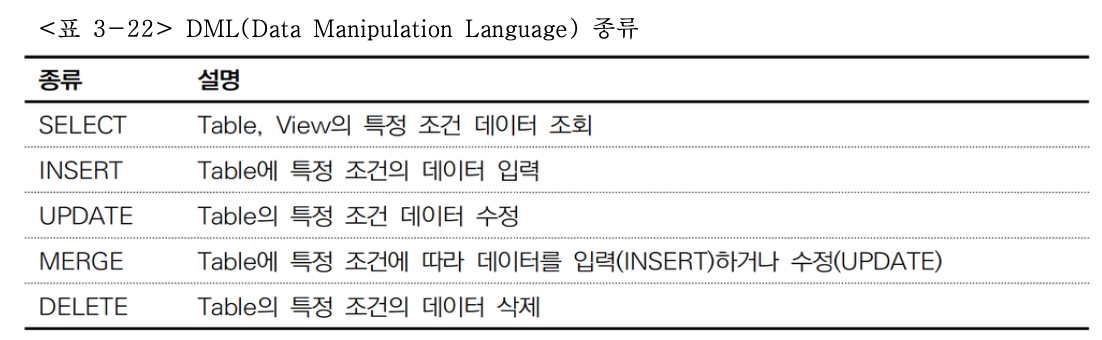 <표 3-22> DML(Data Manipulation Language) 종류
종류 설명
SELECT Table, View의 특정 조건 데이터 조회
INSERT Table에 특정 조건의 데이터 입력
UPDATE Table의 특정 조건 데이터 수정
MERGE Table에 특정 조건에 따라 데이터를 입력(INSERT)하거나 수정(UPDATE)
DELETE Table의 특정 조건의 데이터 삭제